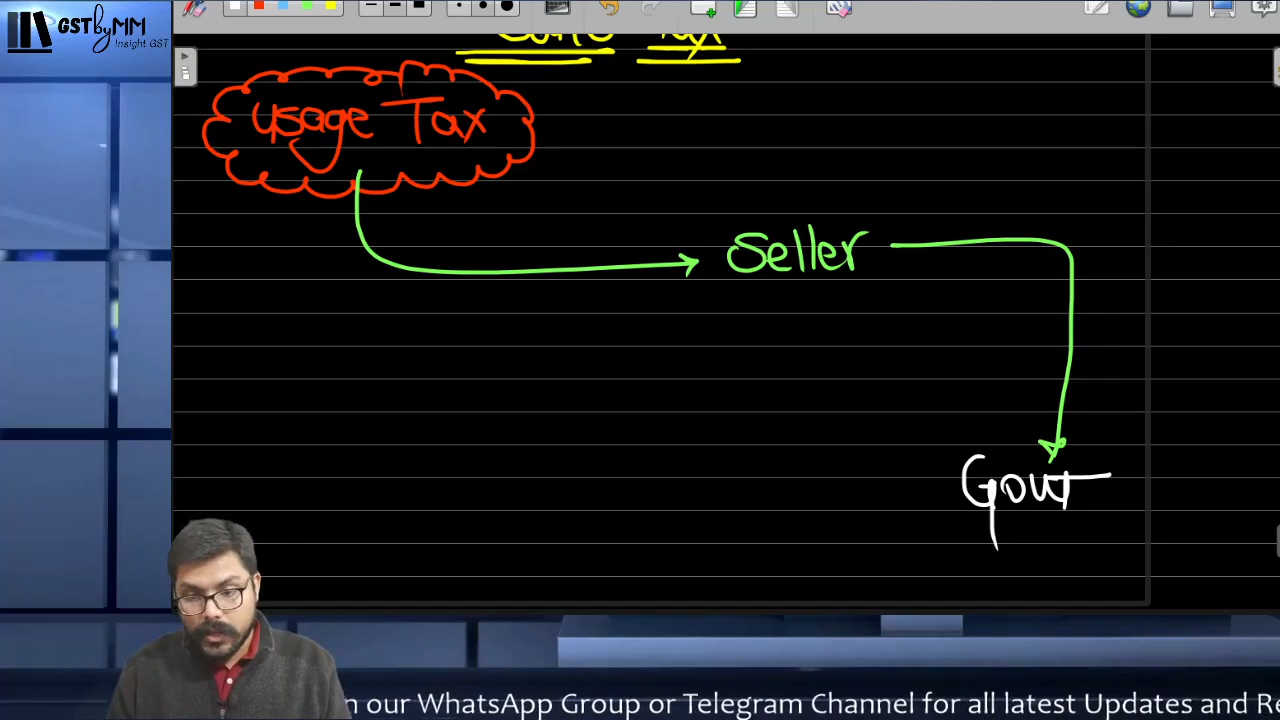 GSTbyMM
Insight GST
Tax
Usage Tax
Seller
Govt
n our WhatsApp Group or Telegram Channel for all latest Updates and Re